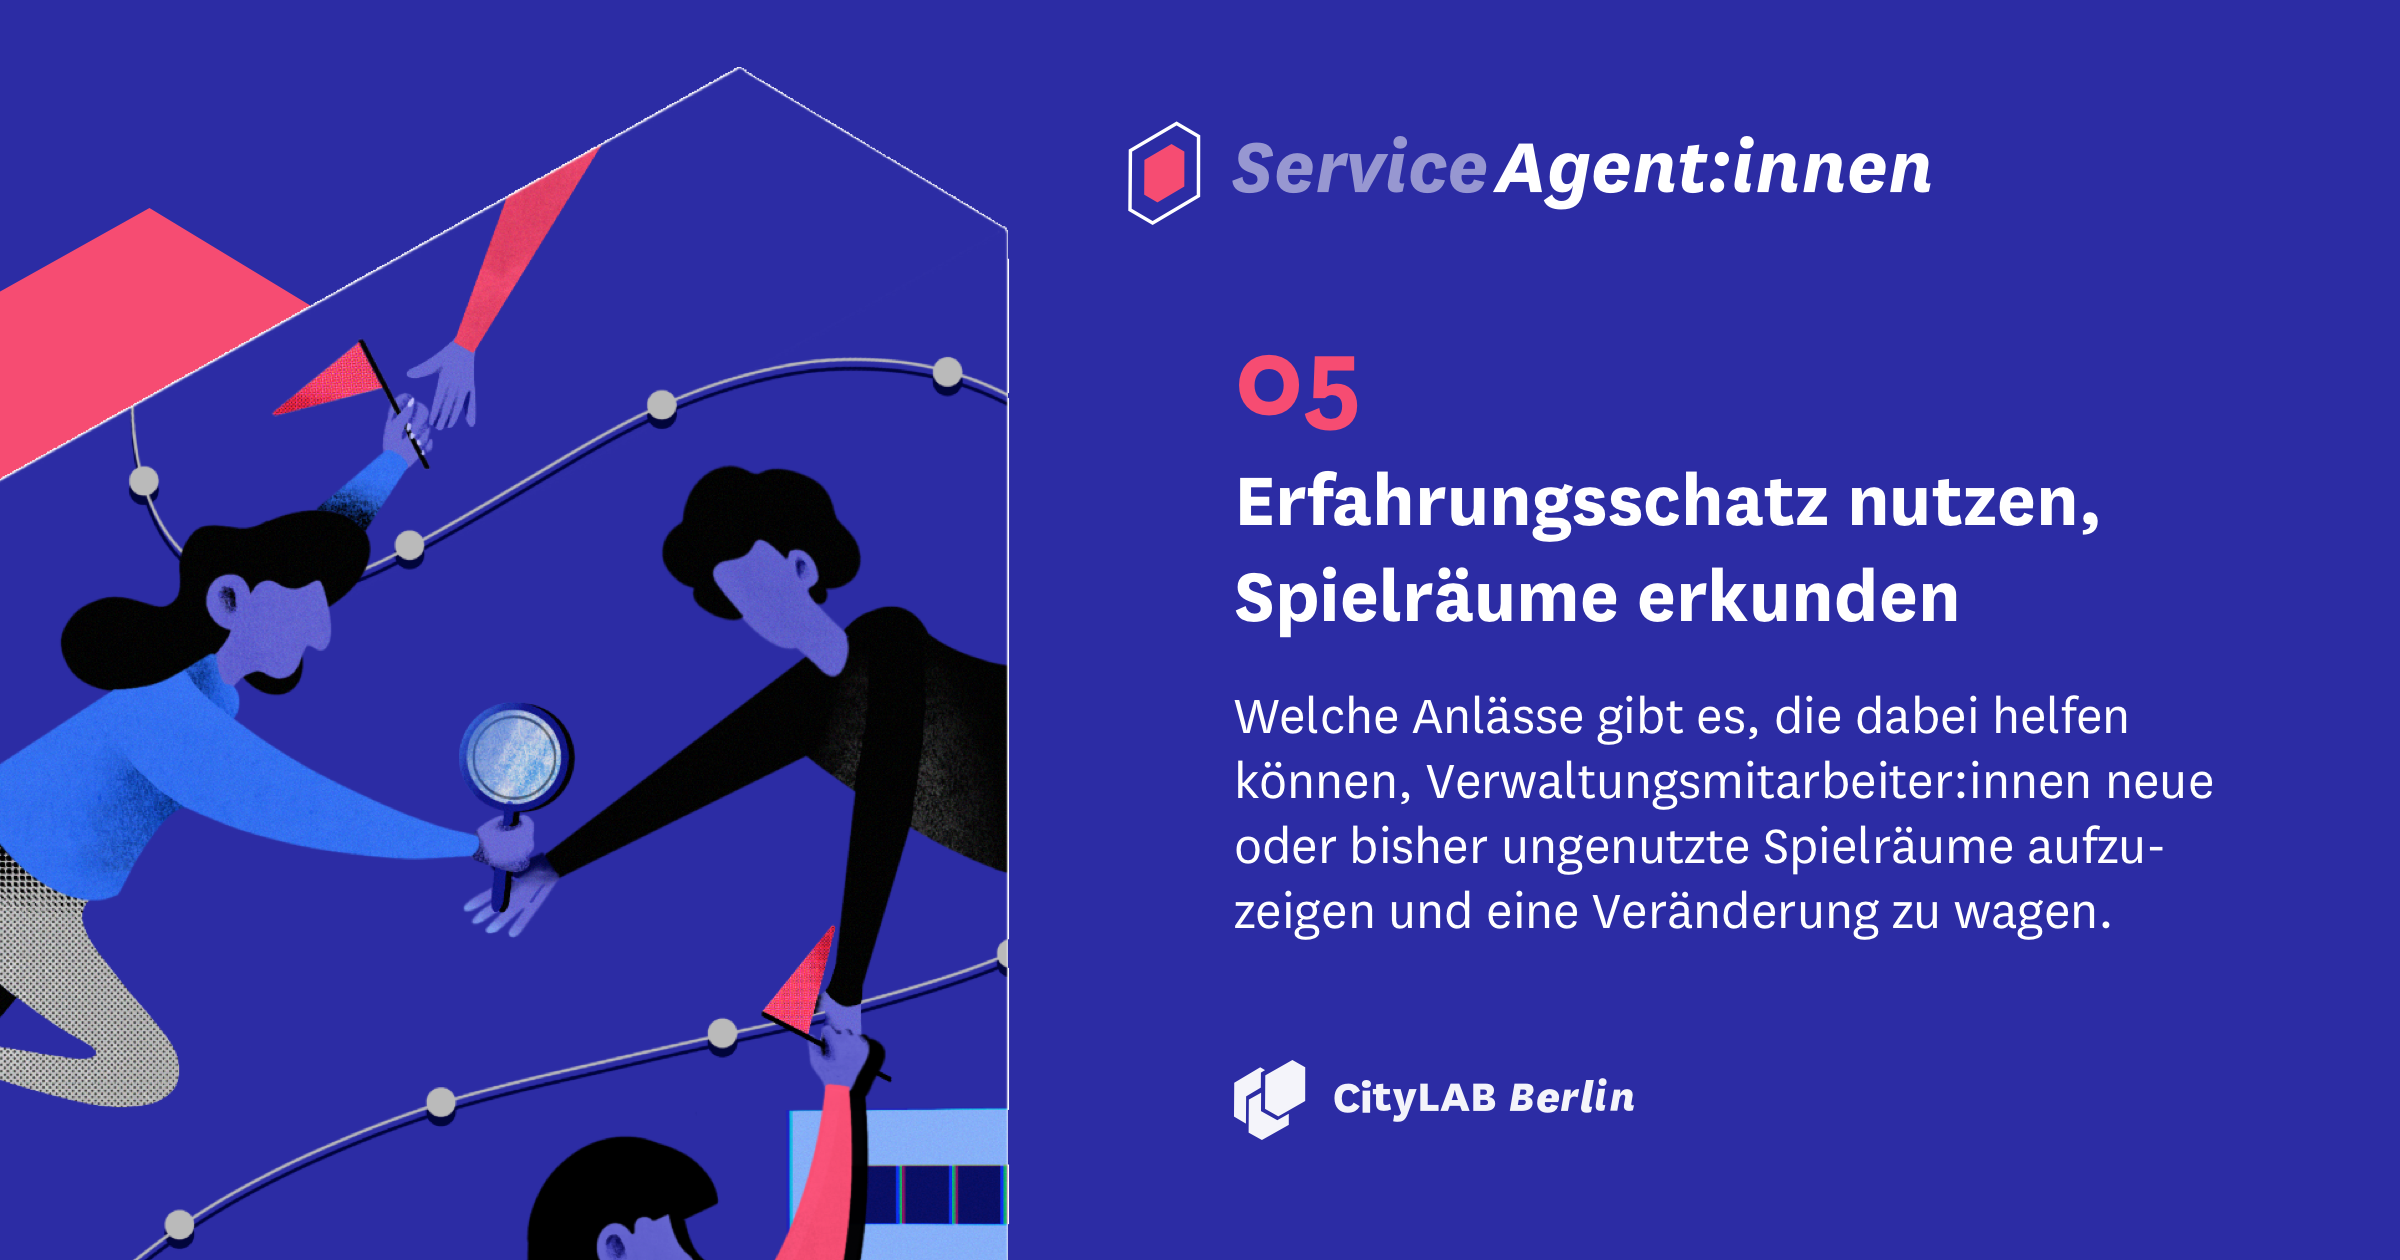 Service Agent:innen
05
Erfahrungsschatz nutzen,
Spielräume erkunden
Welche Anlässe gibt es, die dabei helfen
können, Verwaltungsmitarbeiter:innen neue
oder bisher ungenutzte Spielräume aufzu-
zeigen und eine Veränderung zu wagen.
CityLAB Berlin